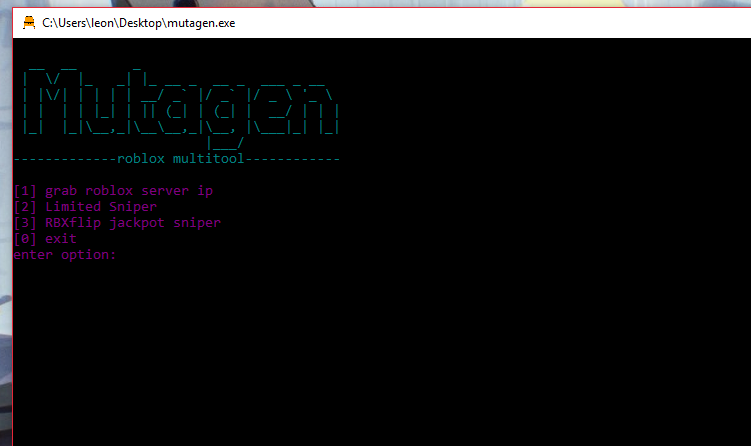 C:\Users\leon\Desktop\mutagen.exe
Mutagen
-------------roblox multitool------------
[1] grab roblox server ip
[2] Limited Sniper
[3] RBXflip jackpot sniper
[0] exit
enter option: